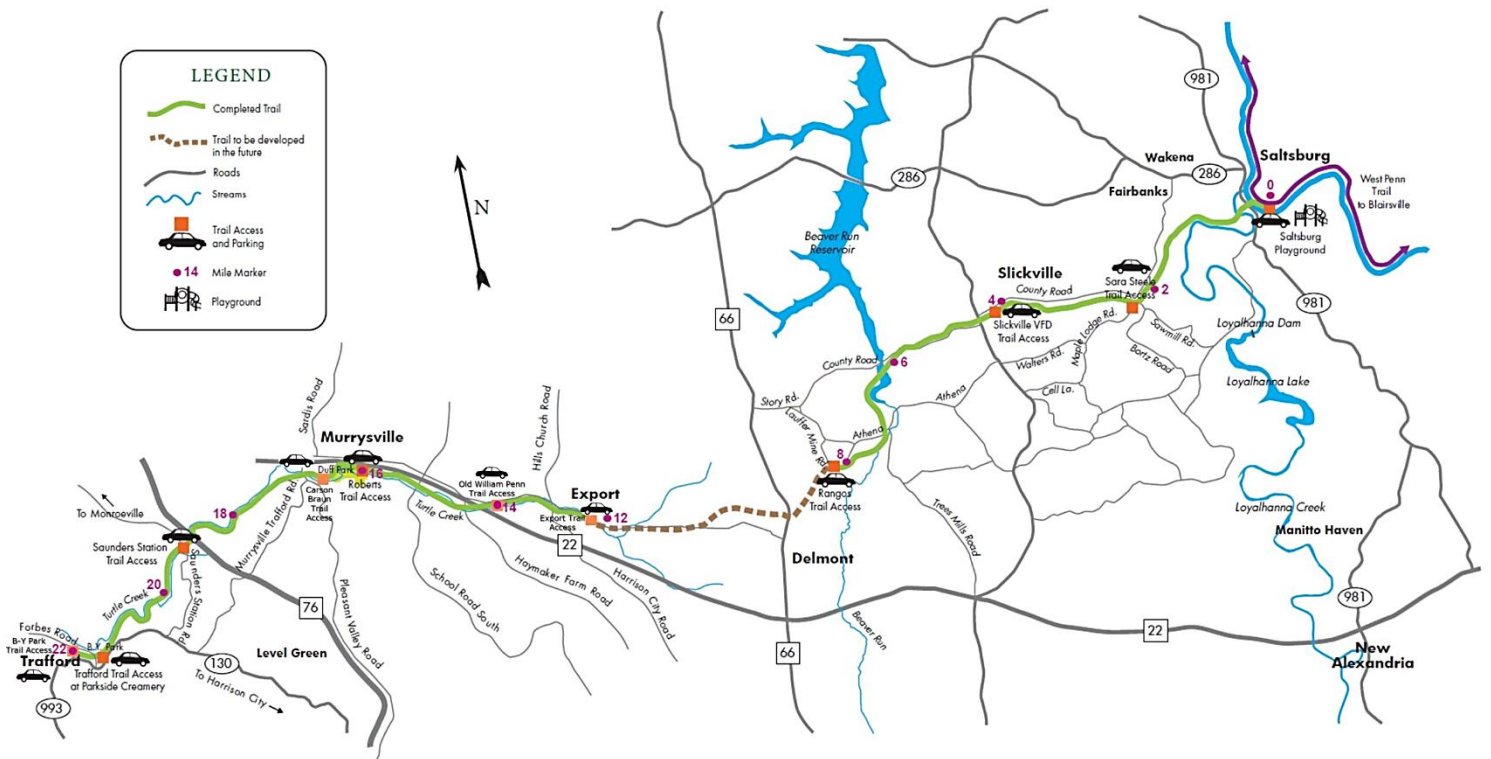 LEGEND
Completed Trail
Trail to be developed
in the future
Roads
Streams
Trail Access
and Parking
14 Mile Marker
Playground
N
981
Wakena
286
286
Saltsburg
0
Fairbanks
West Penn
Trail
to Blairsville
Saltsburg
Playground
Beaver Run
Reservoir
Slickville
County Road
4
Sara Steele
Trail Access
2
Slickville VFD
Trail Access
66
981
Maple Lodge Rd.
Sawmill Rd.
Bortz Road
Walters Rd.
Loyalhanna Dam
Loyalhanna Lake
County Road
6
Athena
Cell La.
Story Rd.
Lauffer Mine Rd
Athena
8
Rangos
Trail Access
Trees Mills Road
Loyalhanna Creek
Manitto Haven
Sardis Road
Murrysville
Duff Park
16
Roberts
Trail Access
Carson
Braun
Trail
Access
Hills Church Road
Old William Penn
Trail Access
14
Export
Export Trail
Access
12
22
Turtle Creek
Delmont
To Monroeville
18
Murrysville Trafford Rd
Saunders Station
Trail Access
Saunders Station Rd
20
Turtle Creek
76
Pleasant Valley Road
School Road South
Haymaker Farm Road
Harrison City Road
Beaver Run
66
22
981
New
Alexandria
Forbes Road
B-Y Park
Trail Access
22
B-Y Park
Trafford
Trafford Trail Access
at Parkside Creamery
130
Level Green
To Harrison City
993